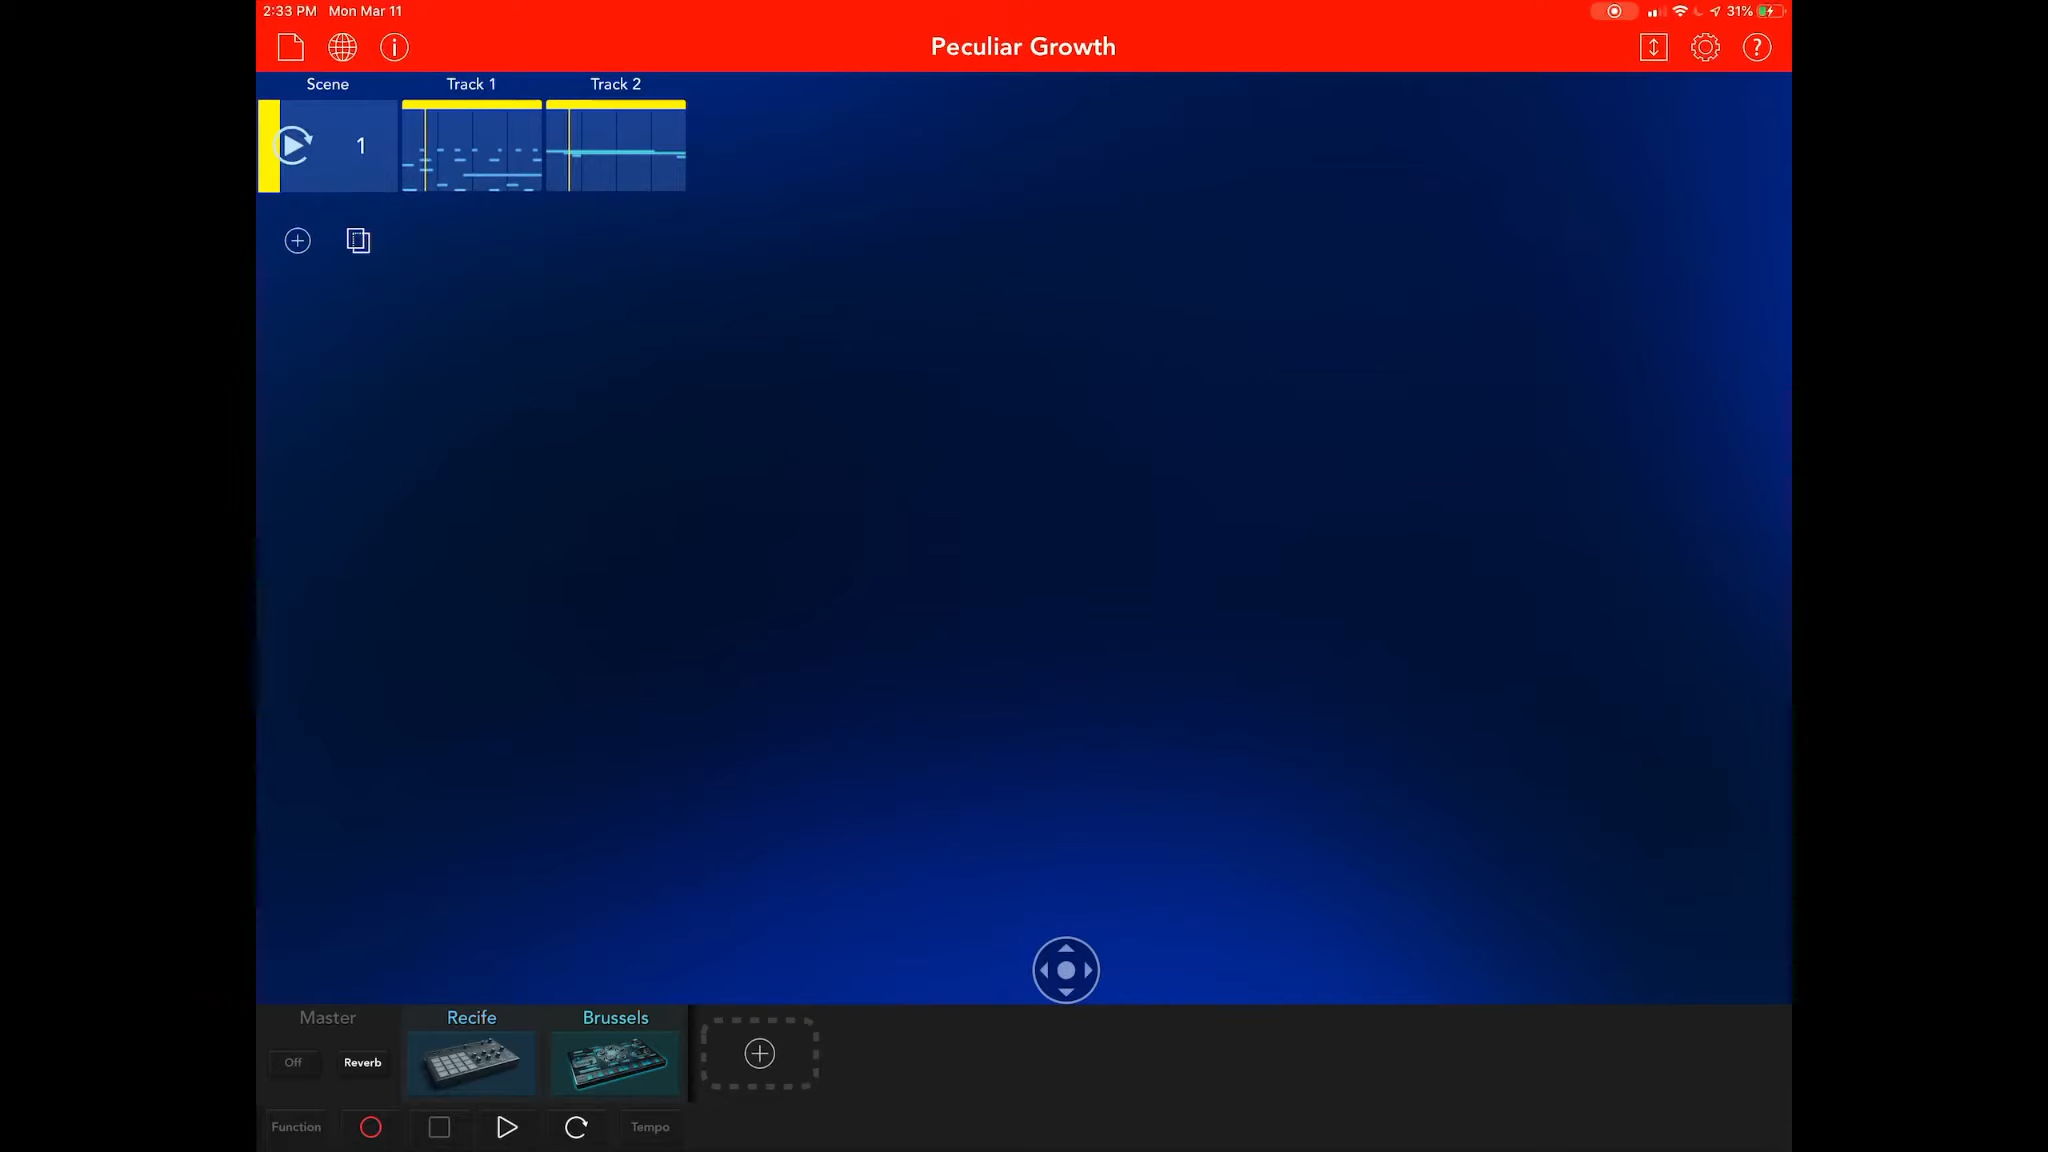 2:33 PM Mon Mar 11
31%
Peculiar Growth
Scene Track 1 Track 2
1
Master Recife Brussels
Off Reverb
Function Tempo